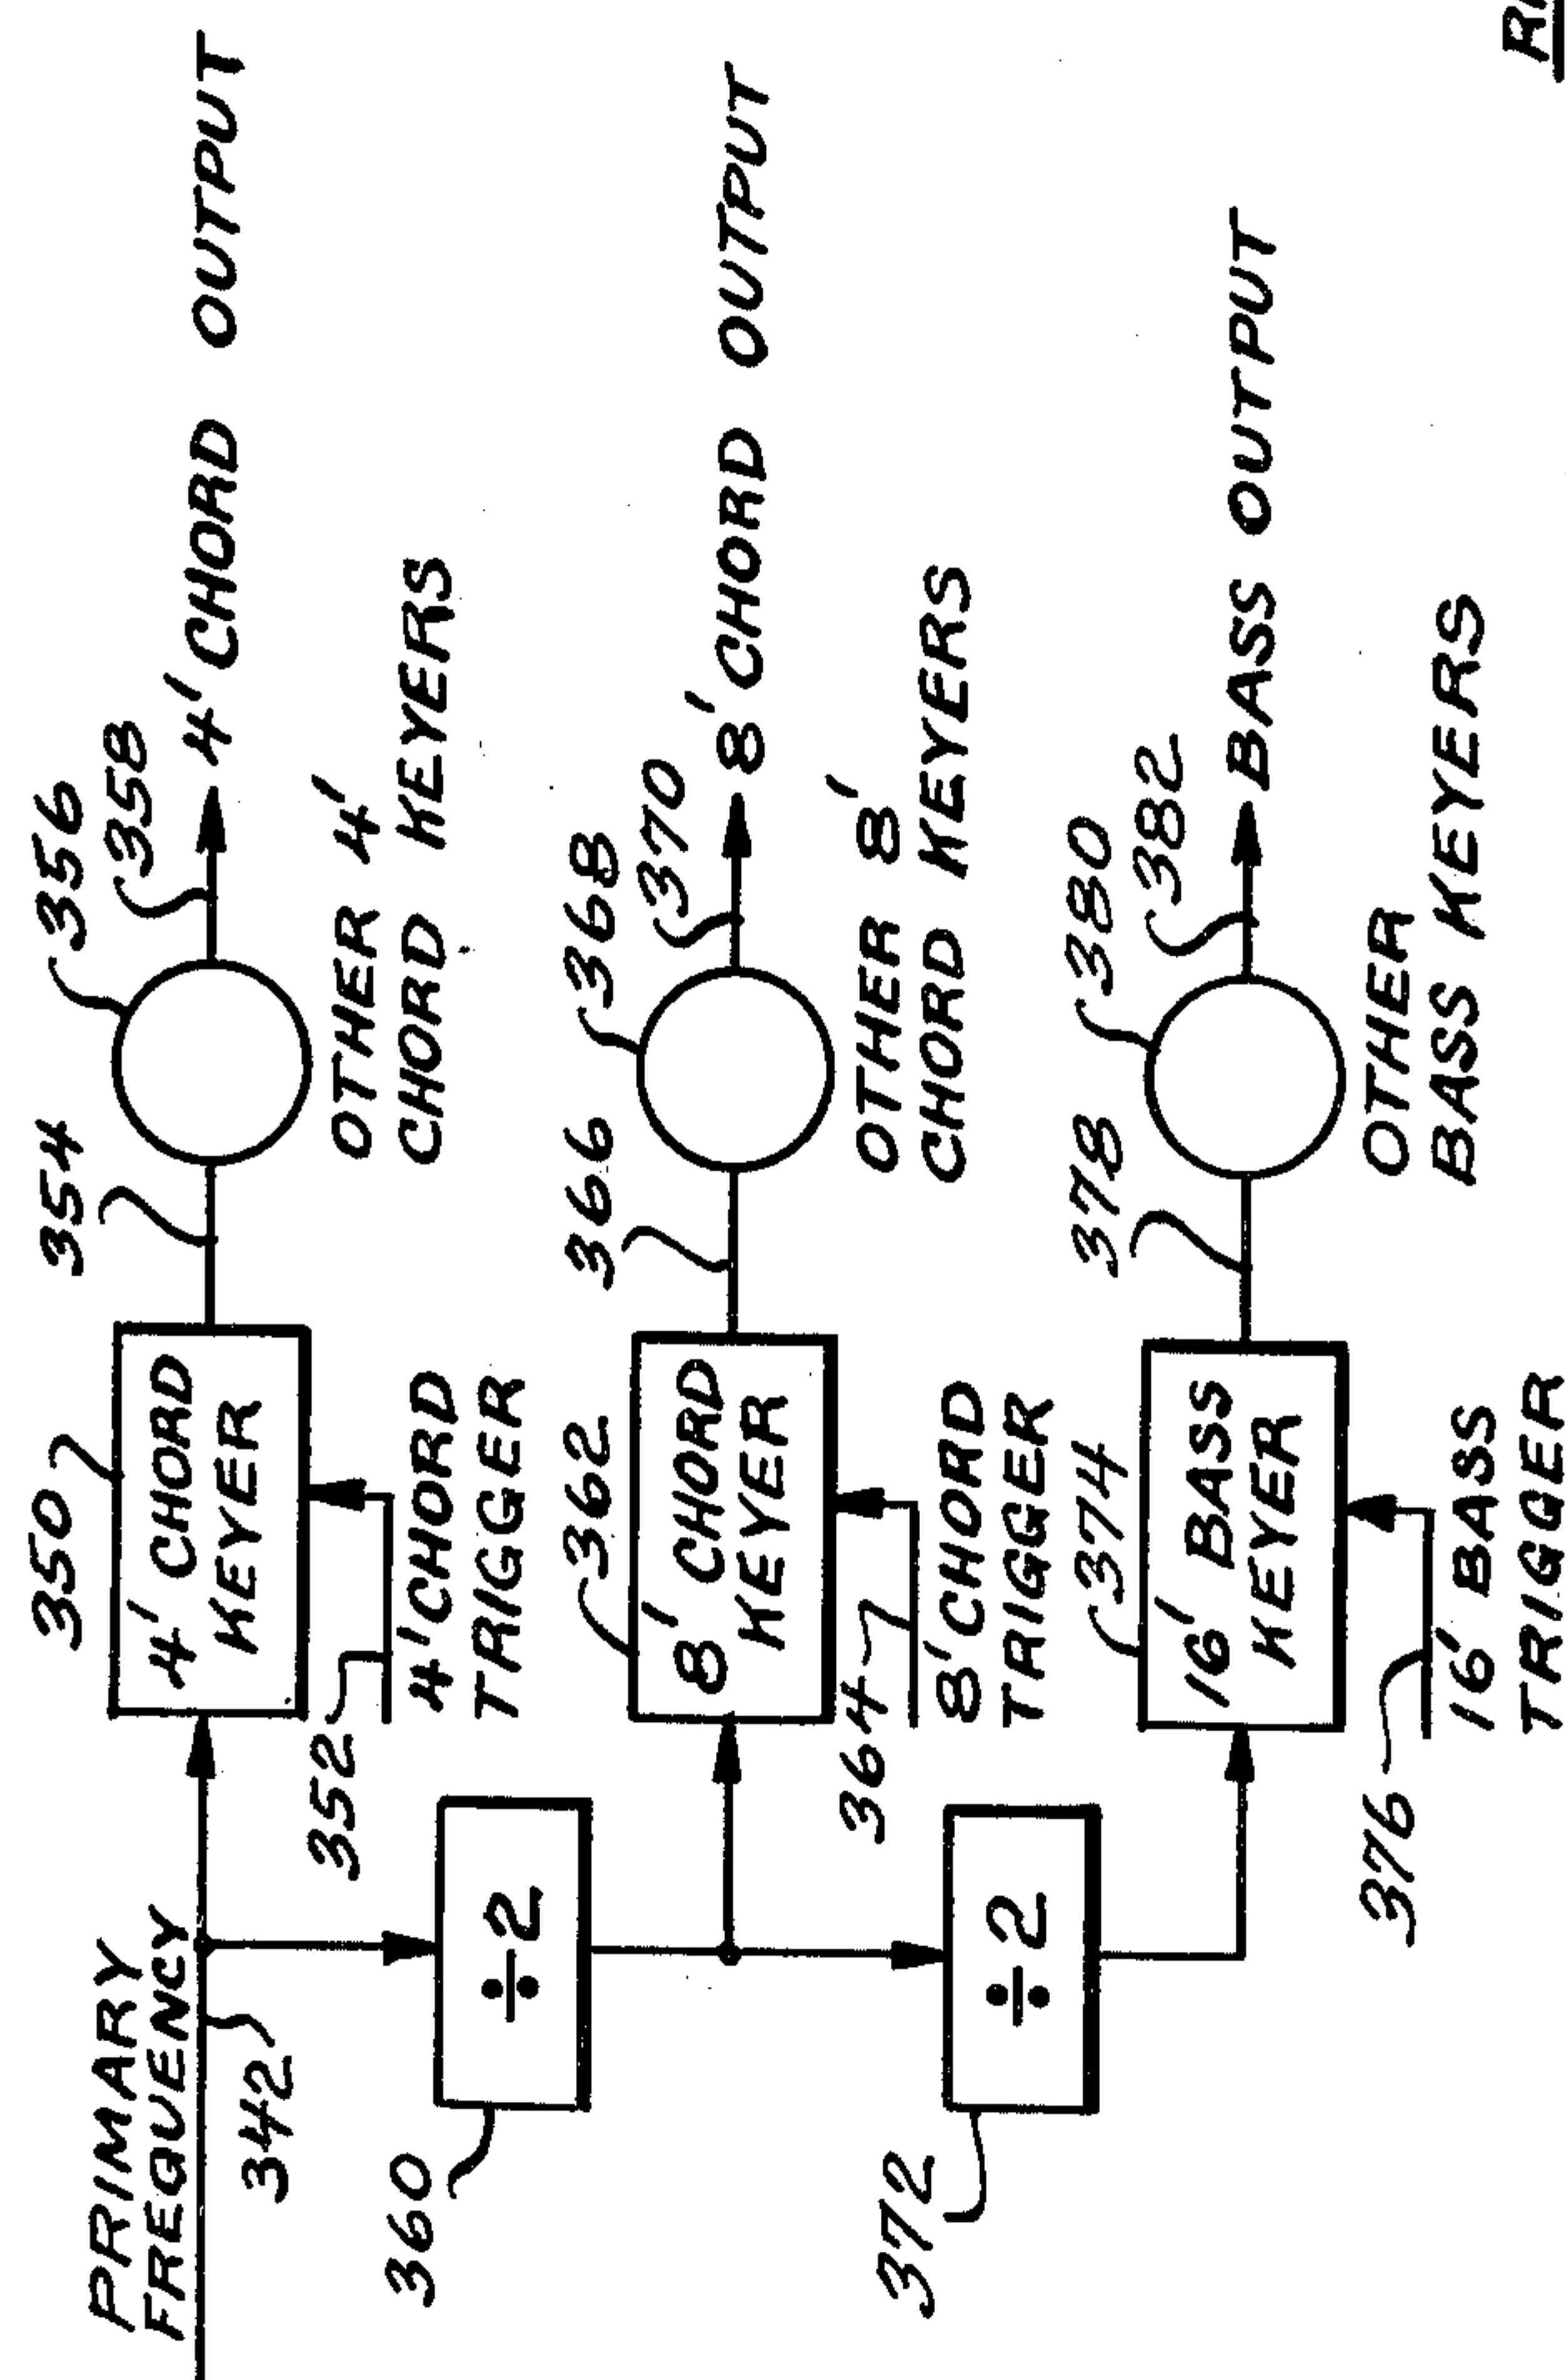 PRIMARY
FREQUENCY
342
350
4' CHORD
KEYER
352
4' CHORD
TRIGGER
354
356
358
4' CHORD OUTPUT
OTHER 4'
CHORD KEYERS
360
÷2
362
8' CHORD
KEYER
364
8' CHORD
TRIGGER
366
368
370
8' CHORD OUTPUT
OTHER 8'
CHORD KEYERS
372
÷2
374
16' BASS
KEYER
376
16' BASS
TRIGGER
378
380
382
BASS OUTPUT
OTHER
BASS KEYERS